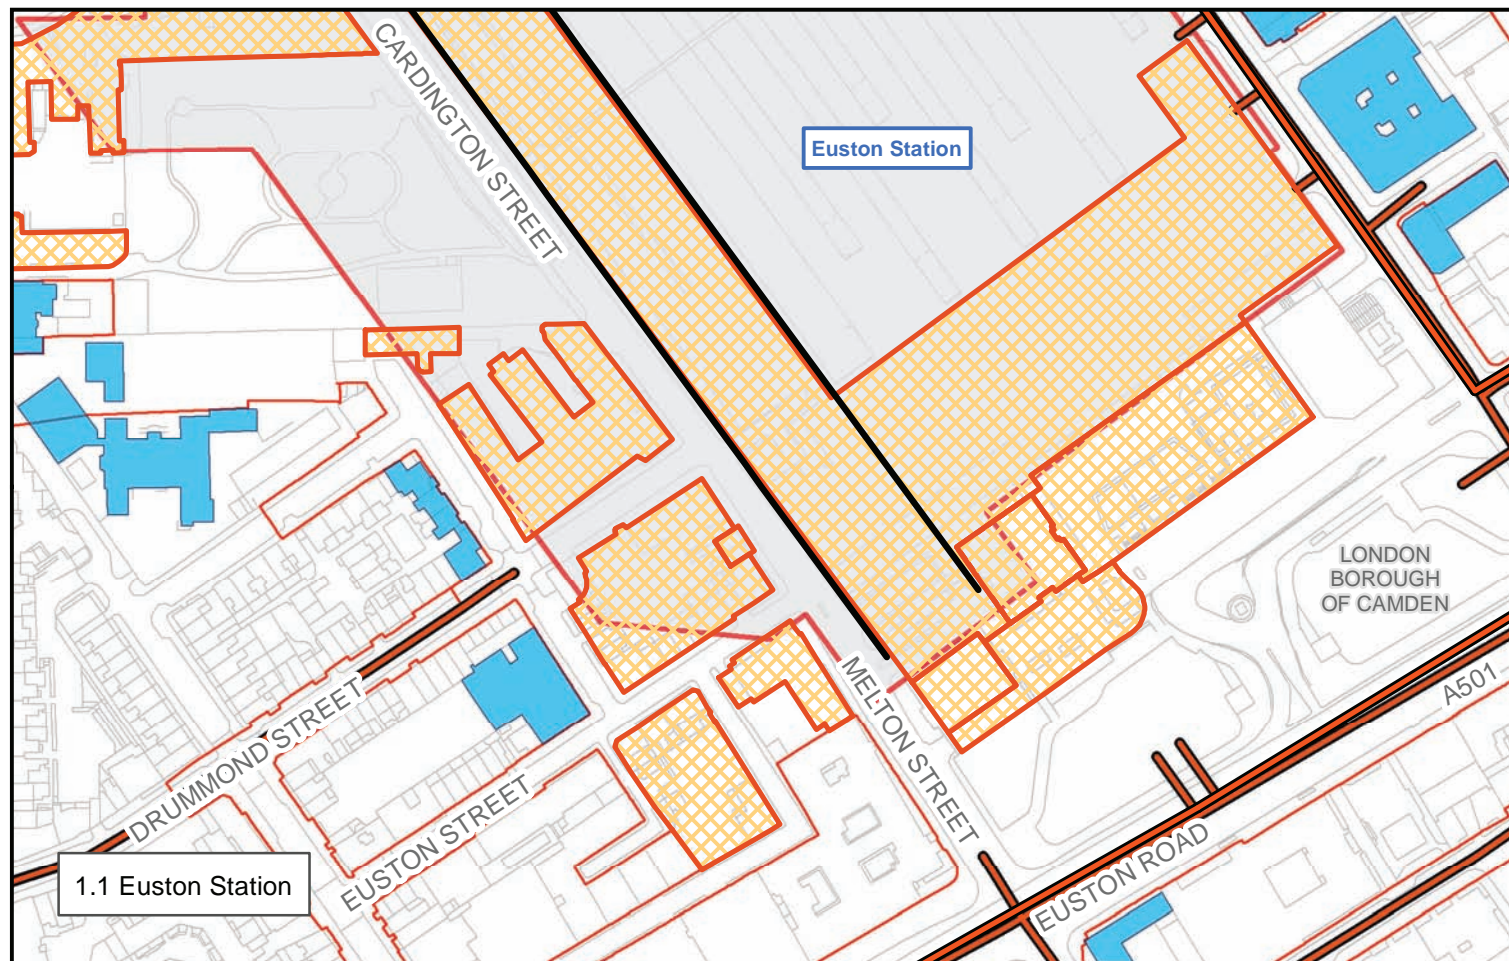 CARDINGTON STREET
Euston Station
LONDON
BOROUGH
OF CAMDEN
MELTON STREET
A501
DRUMMOND STREET
EUSTON STREET
EUSTON ROAD
1.1 Euston Station